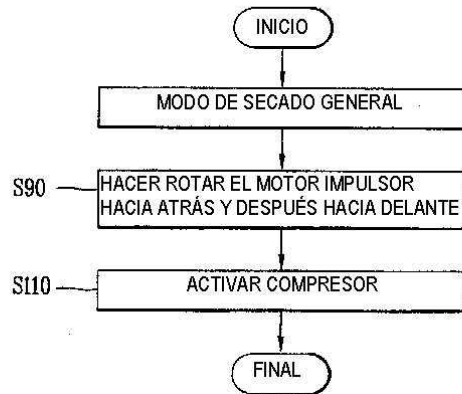 INICIO
MODO DE SECADO GENERAL
S90
HACER ROTAR EL MOTOR IMPULSOR
HACIA ATRÁS Y DESPUÉS HACIA DELANTE
S110
ACTIVAR COMPRESOR
FINAL